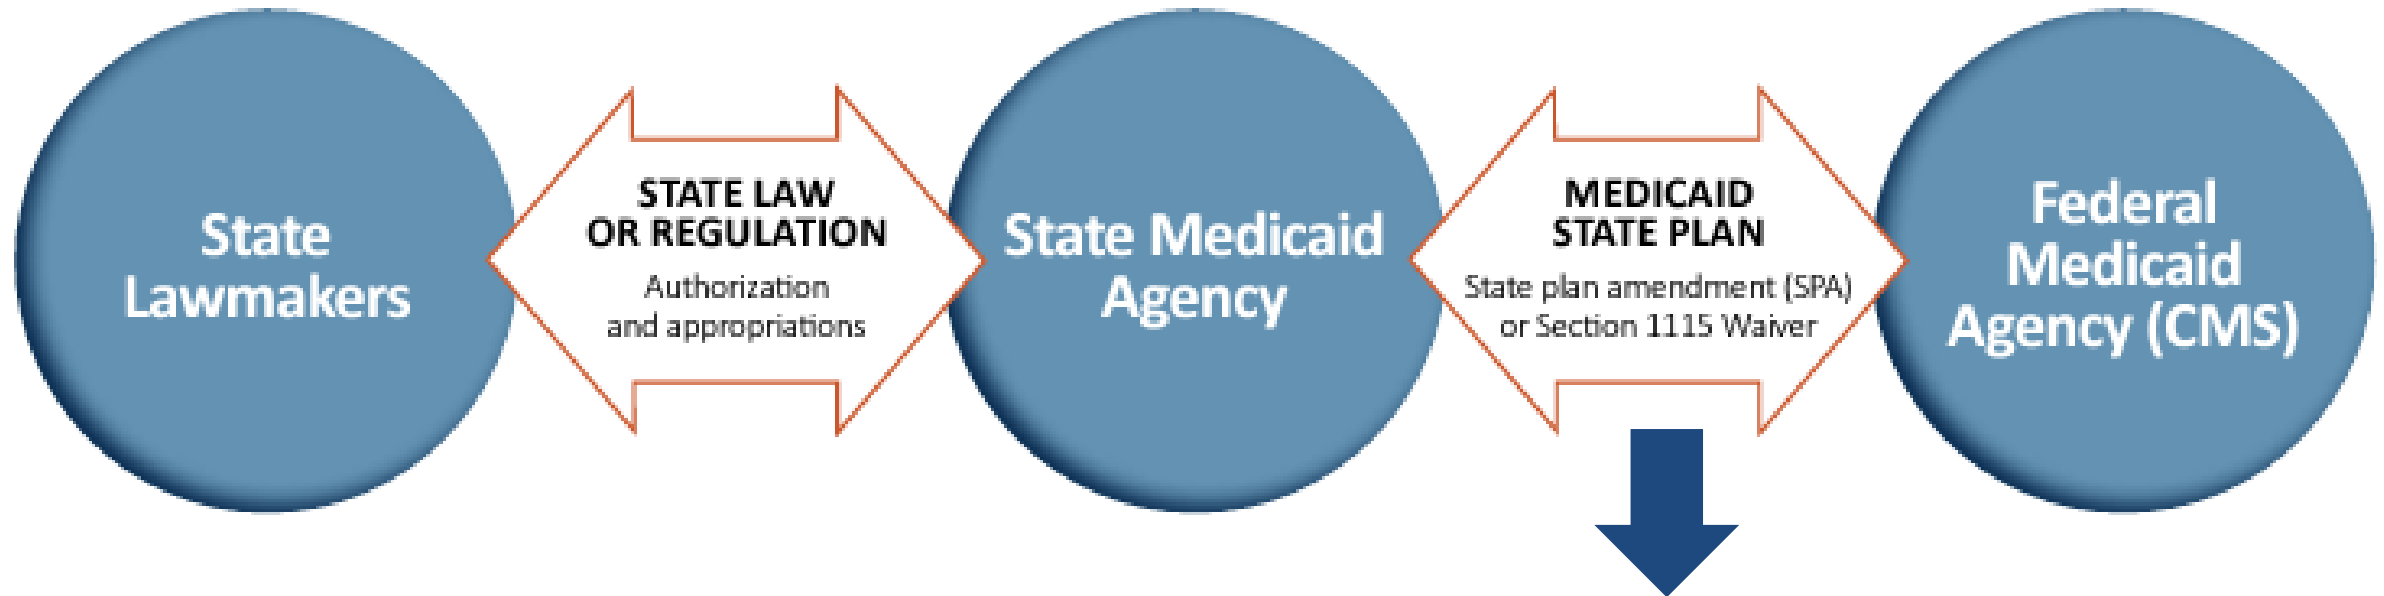 State
Lawmakers
STATE LAW
OR REGULATION
Authorization
and appropriations
State Medicaid
Agency
MEDICAID
STATE PLAN
State plan amendment (SPA)
or Section 1115 Waiver
Federal
Medicaid
Agency (CMS)